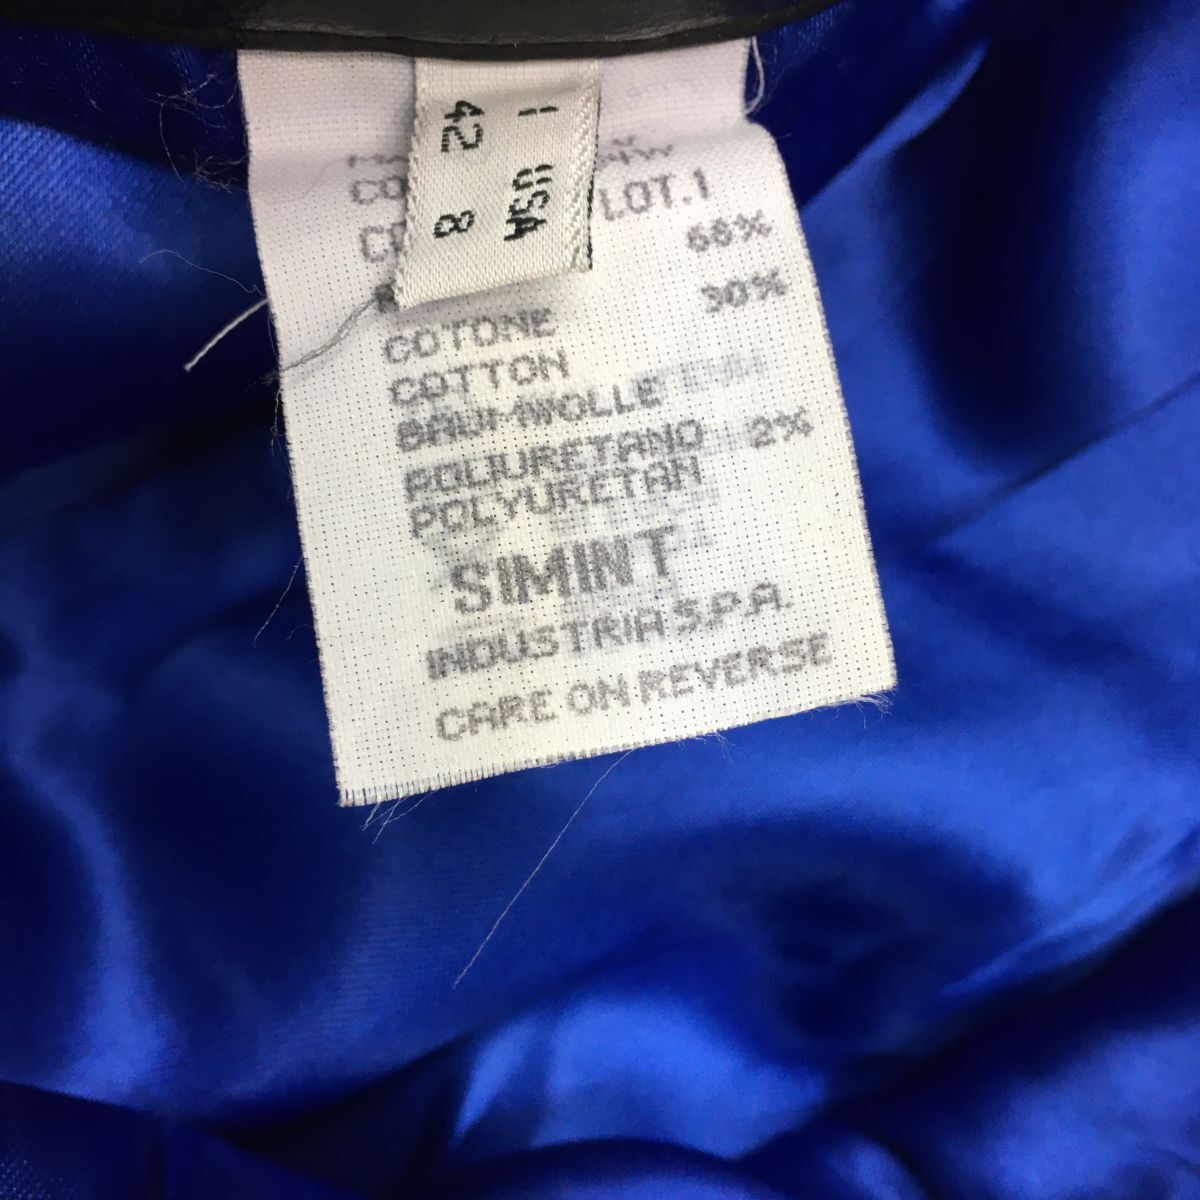 I USA
42 8
LOT.1
68%
30%
COTONE
COTTON
BAUMWOLLE
POLIURETANO 2%
POLYURETAN
SIMINT
INDUSTRIA S.P.A.
CARE ON REVERSE